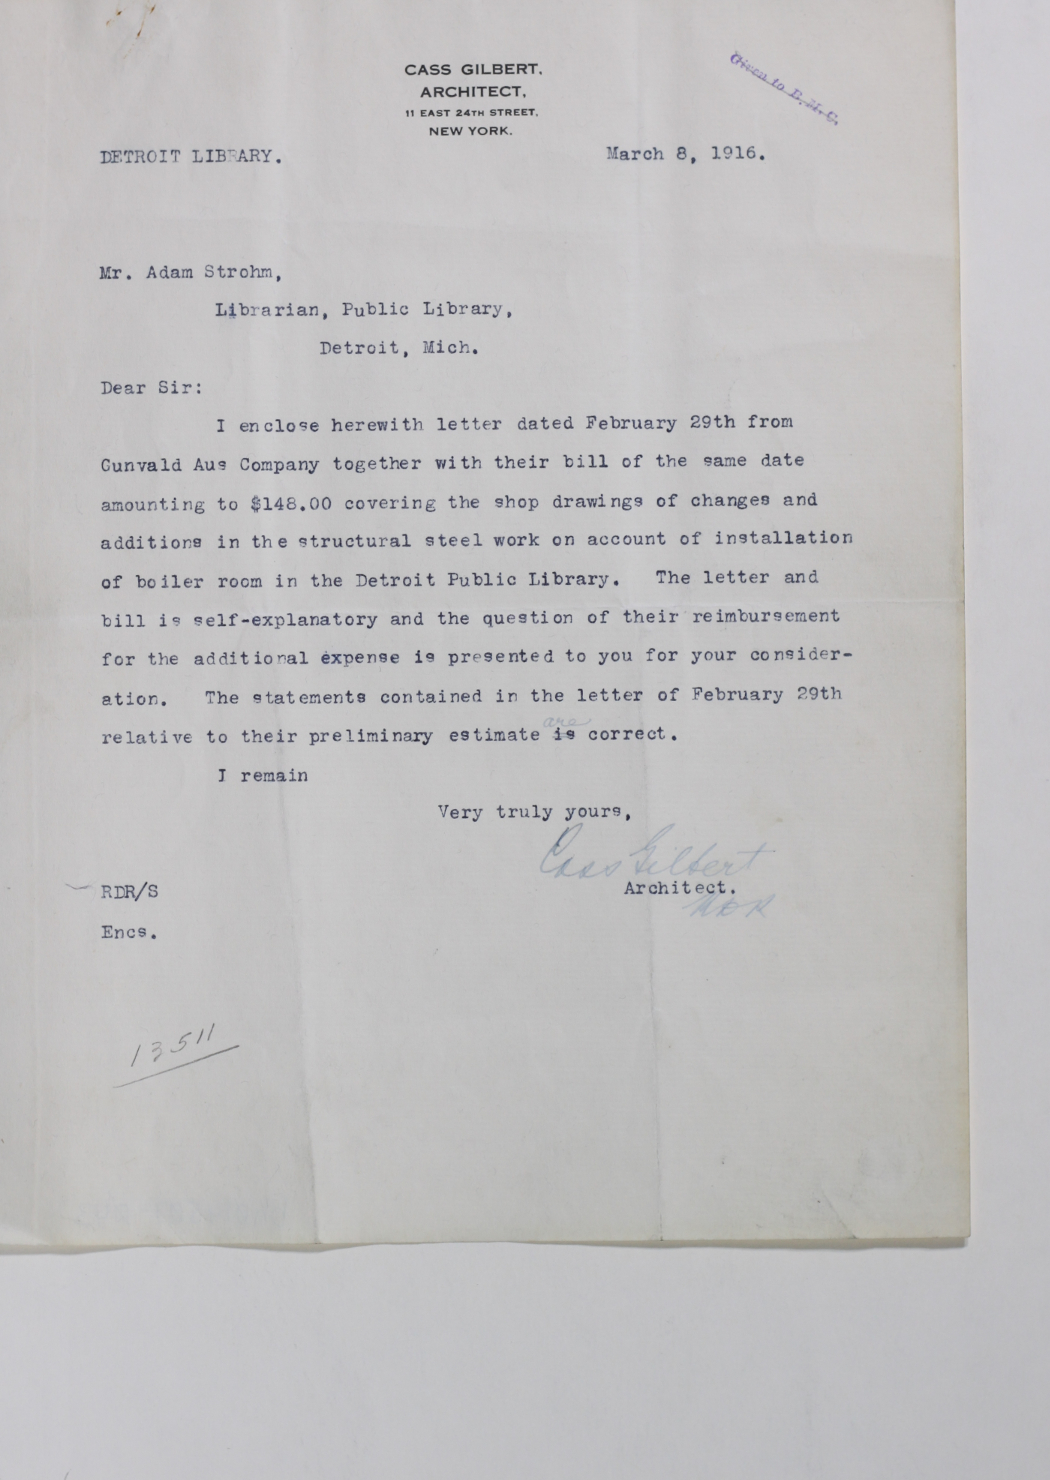 CASS GILBERT,
ARCHITECT,
11 EAST 24TH STREET,
NEW YORK.
Given to D. M. G.
DETROIT LIBRARY. March 8, 1916.
Mr. Adam Strohm,
Librarian, Public Library,
Detroit, Mich.
Dear Sir:
I enclose herewith letter dated February 29th from
Gunvald Aus Company together with their bill of the same date
amounting to $148.00 covering the shop drawings of changes and
additions in the structural steel work on account of installation
of boiler room in the Detroit Public Library. The letter and
bill is self-explanatory and the question of their reimbursement
for the additional expense is presented to you for your consider-
ation. The statements contained in the letter of February 29th
are
relative to their preliminary estimate is correct.
I remain
Very truly yours,
Cass Gilbert
RDR/S Architect.
Encs.
13511